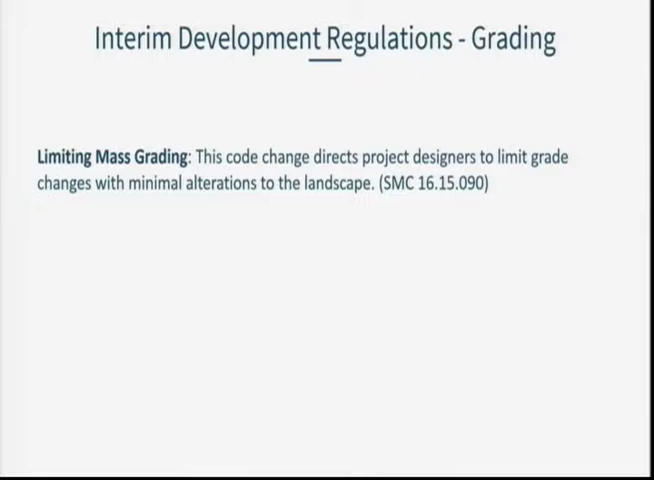 Interim Development Regulations - Grading
Limiting Mass Grading: This code change directs project designers to limit grade
changes with minimal alterations to the landscape. (SMC 16.15.090)